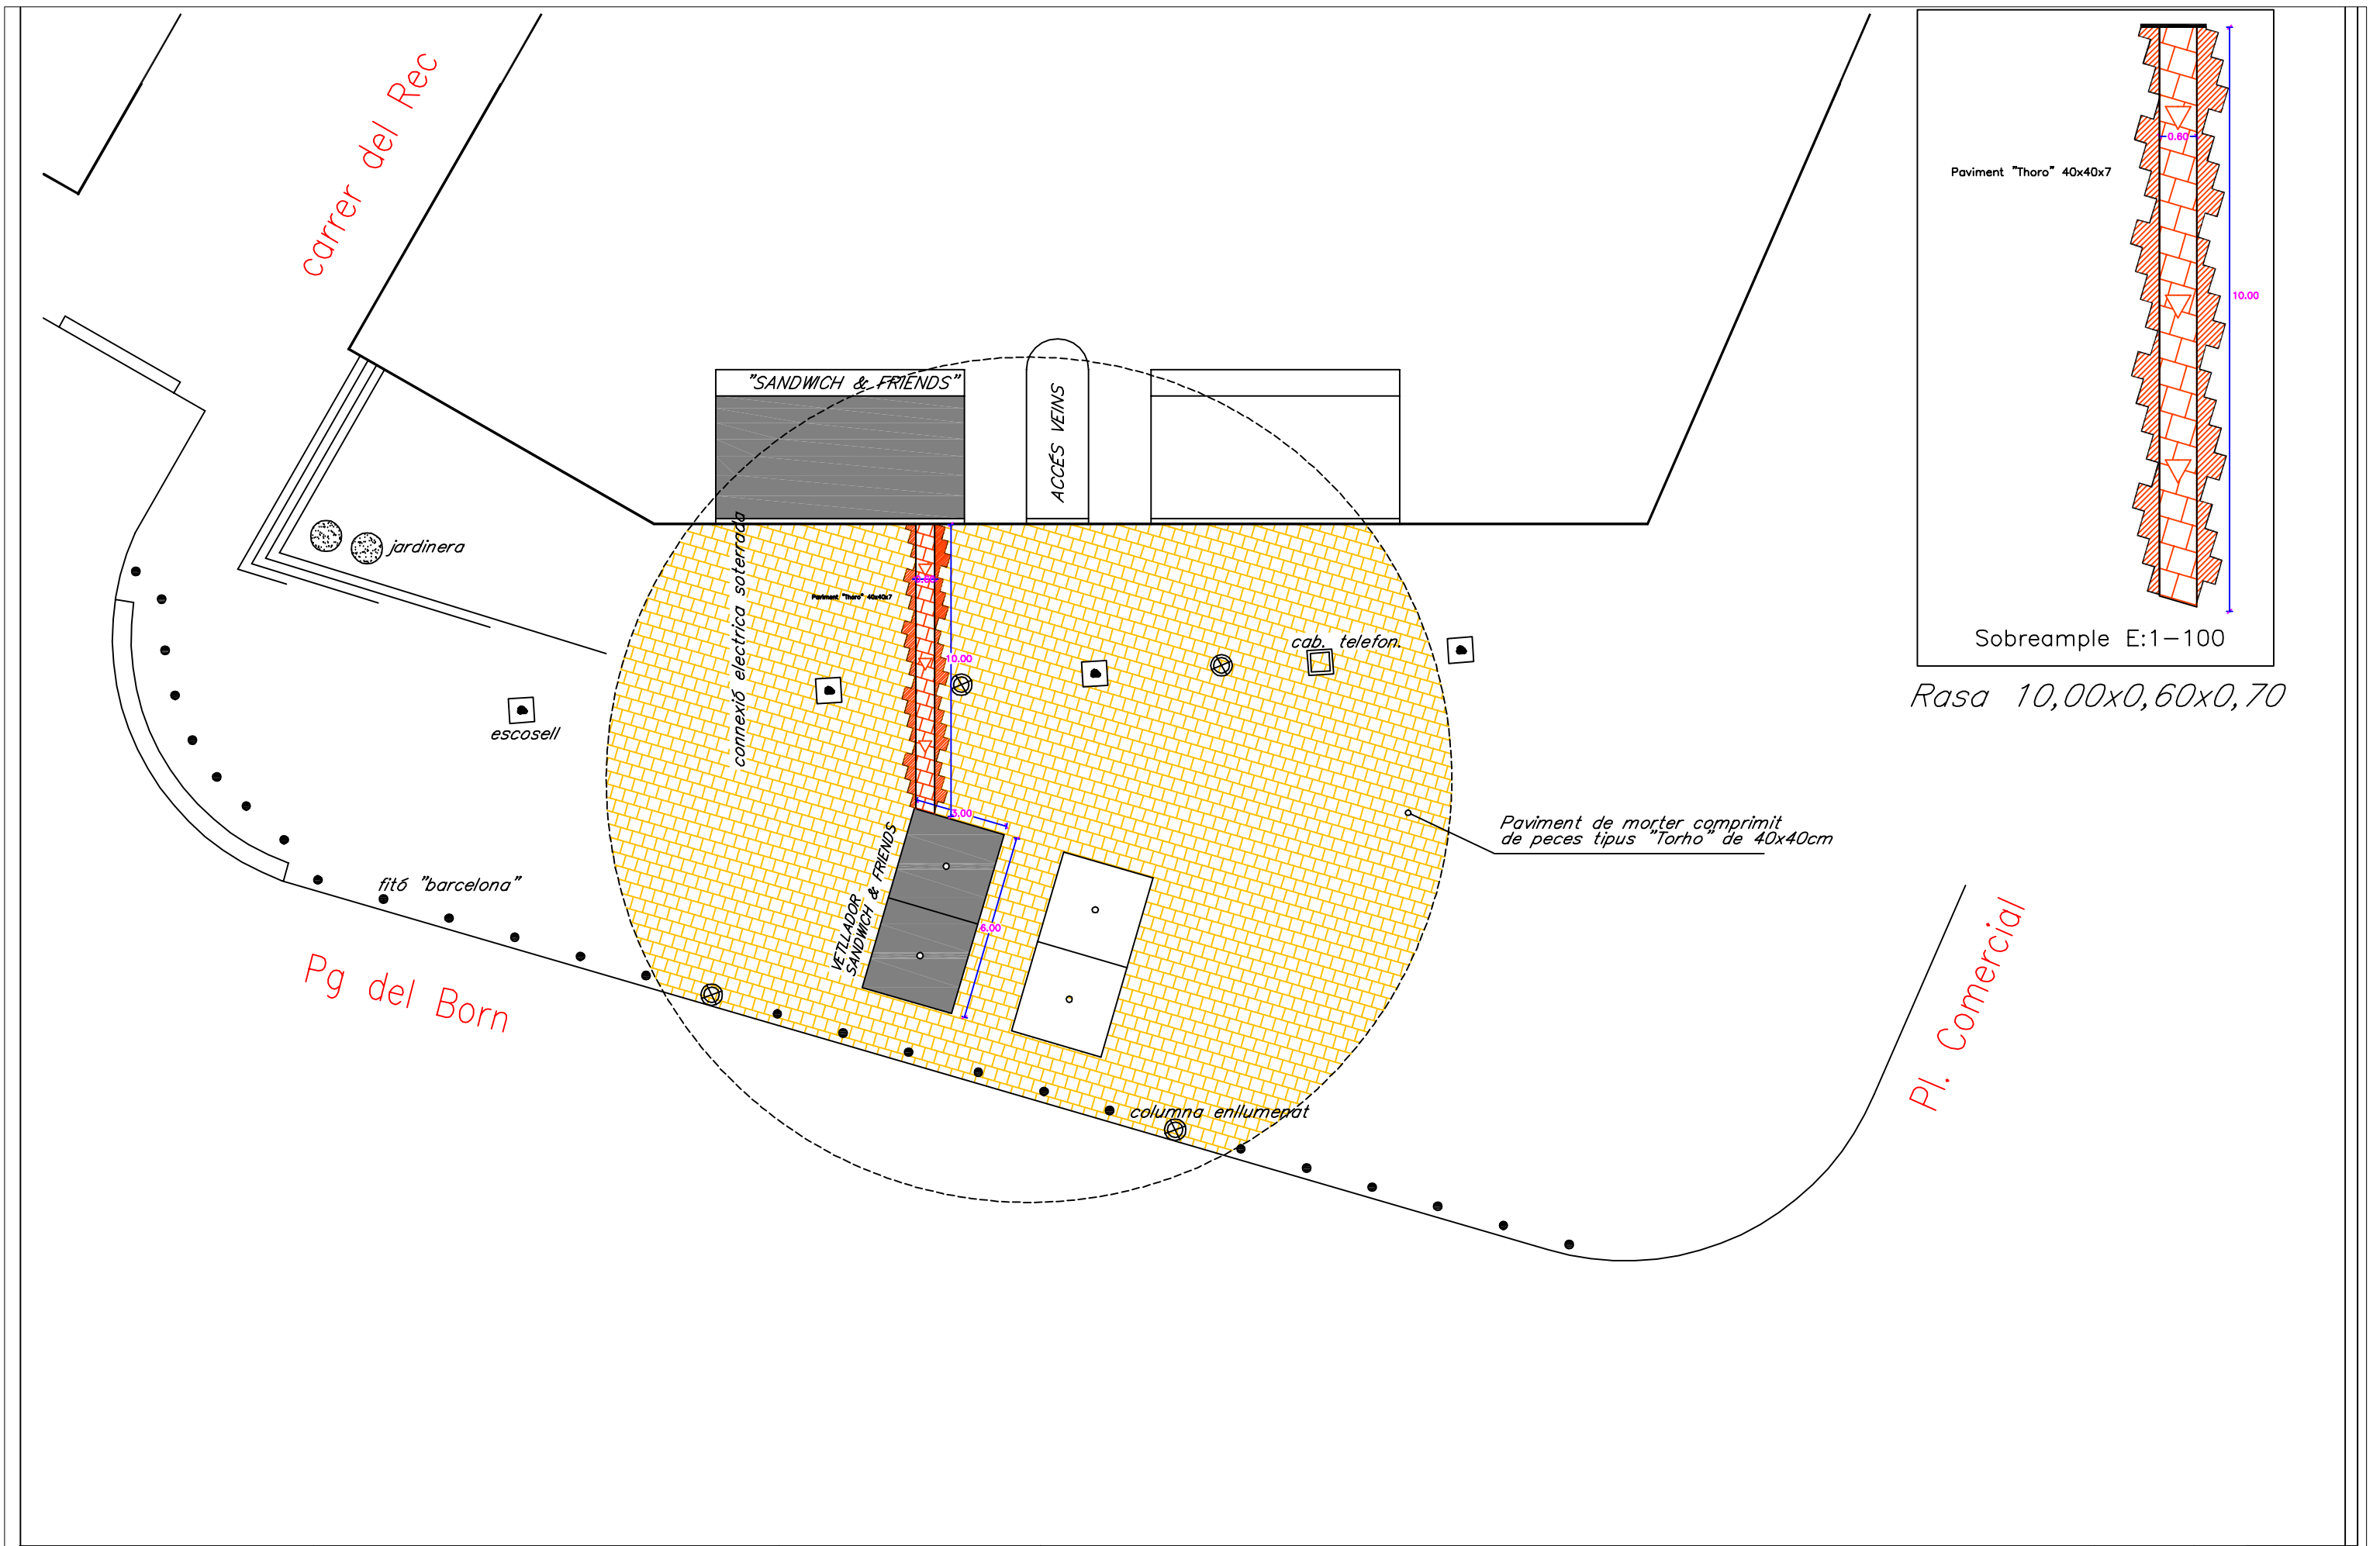 carrer del Rec
"SANDWICH & FRIENDS"
ACCÉS VEINS
Paviment "Thoro" 40x40x7
0.60
10.00
Sobreample E:1-100
Rasa 10,00x0,60x0,70
jardinera
connexió electrica soterrada
0.60
Paviment "Thoro" 40x40x7
10.00
cab. telefon.
escosell
3.00
Paviment de morter comprimit
de peces tipus "Torho" de 40x40cm
VETLLADOR
SANDWICH & FRIENDS
6.00
fitó "barcelona"
Pg del Born
Pl. Comercial
columna enllumenat